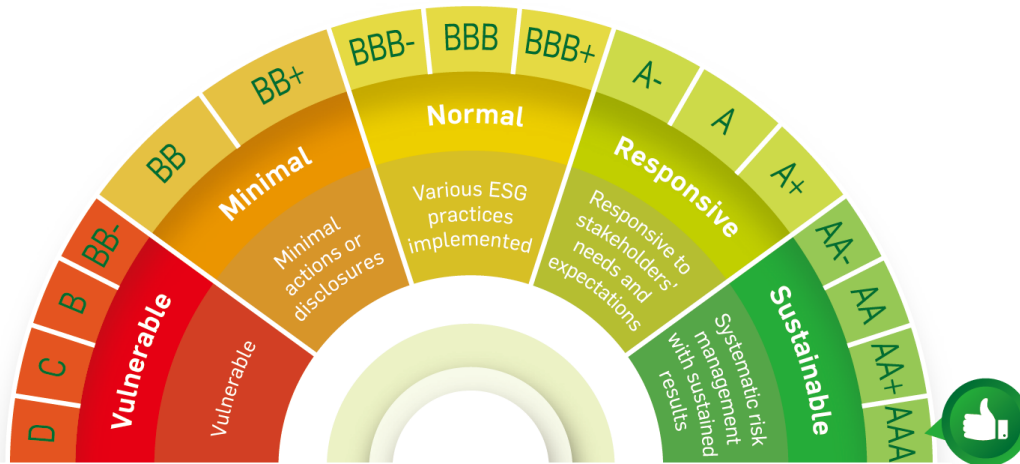 D
C
B
BB-
BB
BB+
BBB-
BBB
BBB+
A-
A
A+
AA-
AA
AA+
AAA
Vulnerable
Minimal
Normal
Responsive
Sustainable
Vulnerable
Minimal
actions or
disclosures
Various ESG
practices
implemented
Responsive to
stakeholders'
needs and
expectations
Systematic risk
management
with sustained
results